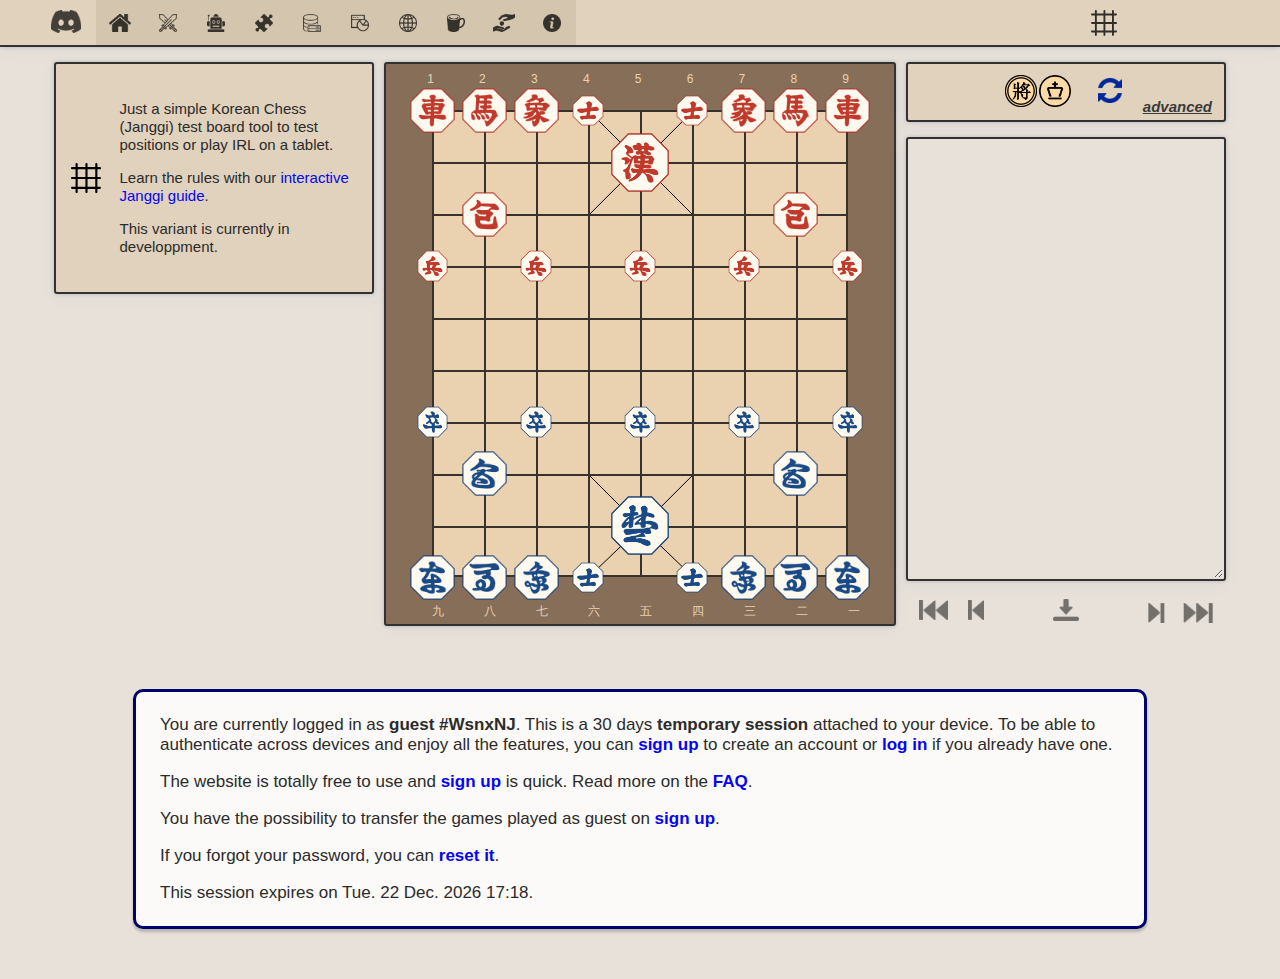 Just a simple Korean Chess
(Janggi) test board tool to test
positions or play IRL on a tablet.
Learn the rules with our interactive
Janggi guide.
This variant is currently in
developpment.
1 2 3 4 5 6 7 8 9
車 馬 象 士 士 象 馬 車
漢
包 包
兵 兵 兵 兵 兵
卒 卒 卒 卒 卒
包 包
楚
車 馬 象 士 士 象 馬 車
九 八 七 六 五 四 三 二 一
將
advanced
You are currently logged in as guest #WsnxNJ. This is a 30 days temporary session attached to your device. To be able to
authenticate across devices and enjoy all the features, you can sign up to create an account or log in if you already have one.
The website is totally free to use and sign up is quick. Read more on the FAQ.
You have the possibility to transfer the games played as guest on sign up.
If you forgot your password, you can reset it.
This session expires on Tue. 22 Dec. 2026 17:18.